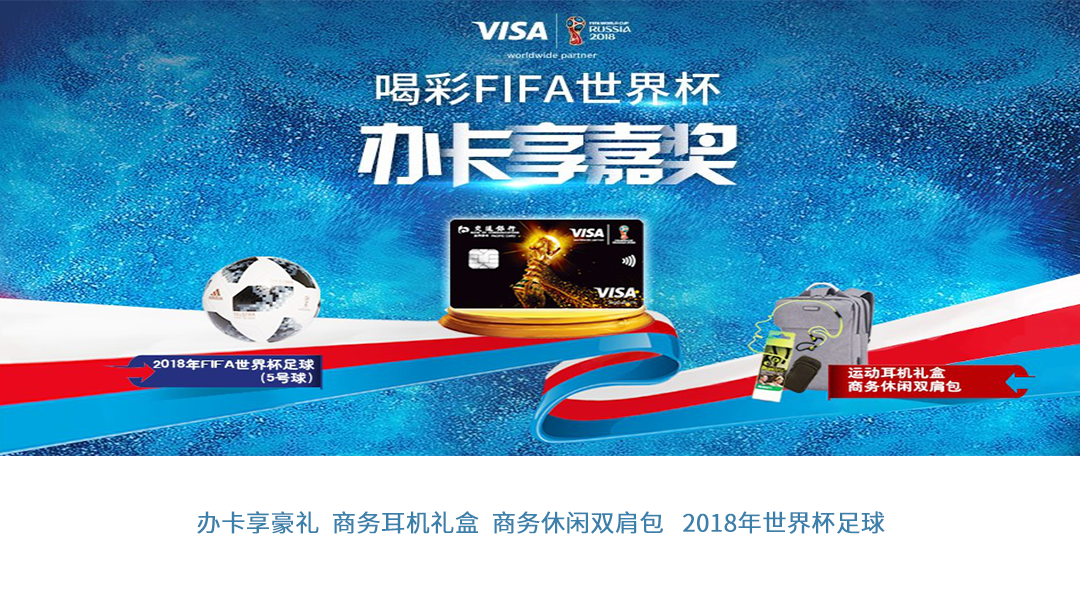 VISA
FIFA WORLD CUP
RUSSIA
2018
worldwide partner
喝彩FIFA世界杯
办卡享嘉奖
交通银行
PACIFIC CARD
VISA
VISA
adidas
2018年FIFA世界杯足球
(5号球)
运动耳机礼盒
商务休闲双肩包
办卡享豪礼 商务耳机礼盒 商务休闲双肩包 2018年世界杯足球